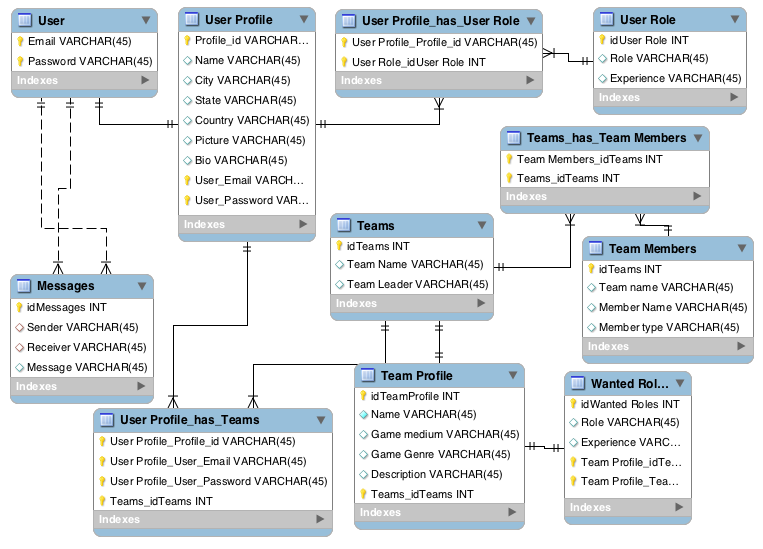 User
Email VARCHAR(45)
Password VARCHAR(45)
Indexes
User Profile
Profile_id VARCHAR...
Name VARCHAR(45)
City VARCHAR(45)
State VARCHAR(45)
Country VARCHAR(45)
Picture VARCHAR(45)
Bio VARCHAR(45)
User_Email VARCH...
User_Password VAR...
Indexes
User Profile_has_User Role
User Profile_Profile_id VARCHAR(45)
User Role_idUser Role INT
Indexes
User Role
idUser Role INT
Role VARCHAR(45)
Experience VARCHAR(45)
Indexes
Teams_has_Team Members
Team Members_idTeams INT
Teams_idTeams INT
Indexes
Teams
idTeams INT
Team Name VARCHAR(45)
Team Leader VARCHAR(45)
Indexes
Team Members
idTeams INT
Team name VARCHAR(45)
Member Name VARCHAR(45)
Member type VARCHAR(45)
Indexes
Messages
idMessages INT
Sender VARCHAR(45)
Receiver VARCHAR(45)
Message VARCHAR(45)
Indexes
User Profile_has_Teams
User Profile_Profile_id VARCHAR(45)
User Profile_User_Email VARCHAR(45)
User Profile_User_Password VARCHAR(45)
Teams_idTeams INT
Indexes
Team Profile
idTeamProfile INT
Name VARCHAR(45)
Game medium VARCHAR(45)
Game Genre VARCHAR(45)
Description VARCHAR(45)
Teams_idTeams INT
Indexes
Wanted Rol...
idWanted Roles INT
Role VARCHAR(45)
Experience VARC...
Team Profile_idTe...
Team Profile_Tea...
Indexes